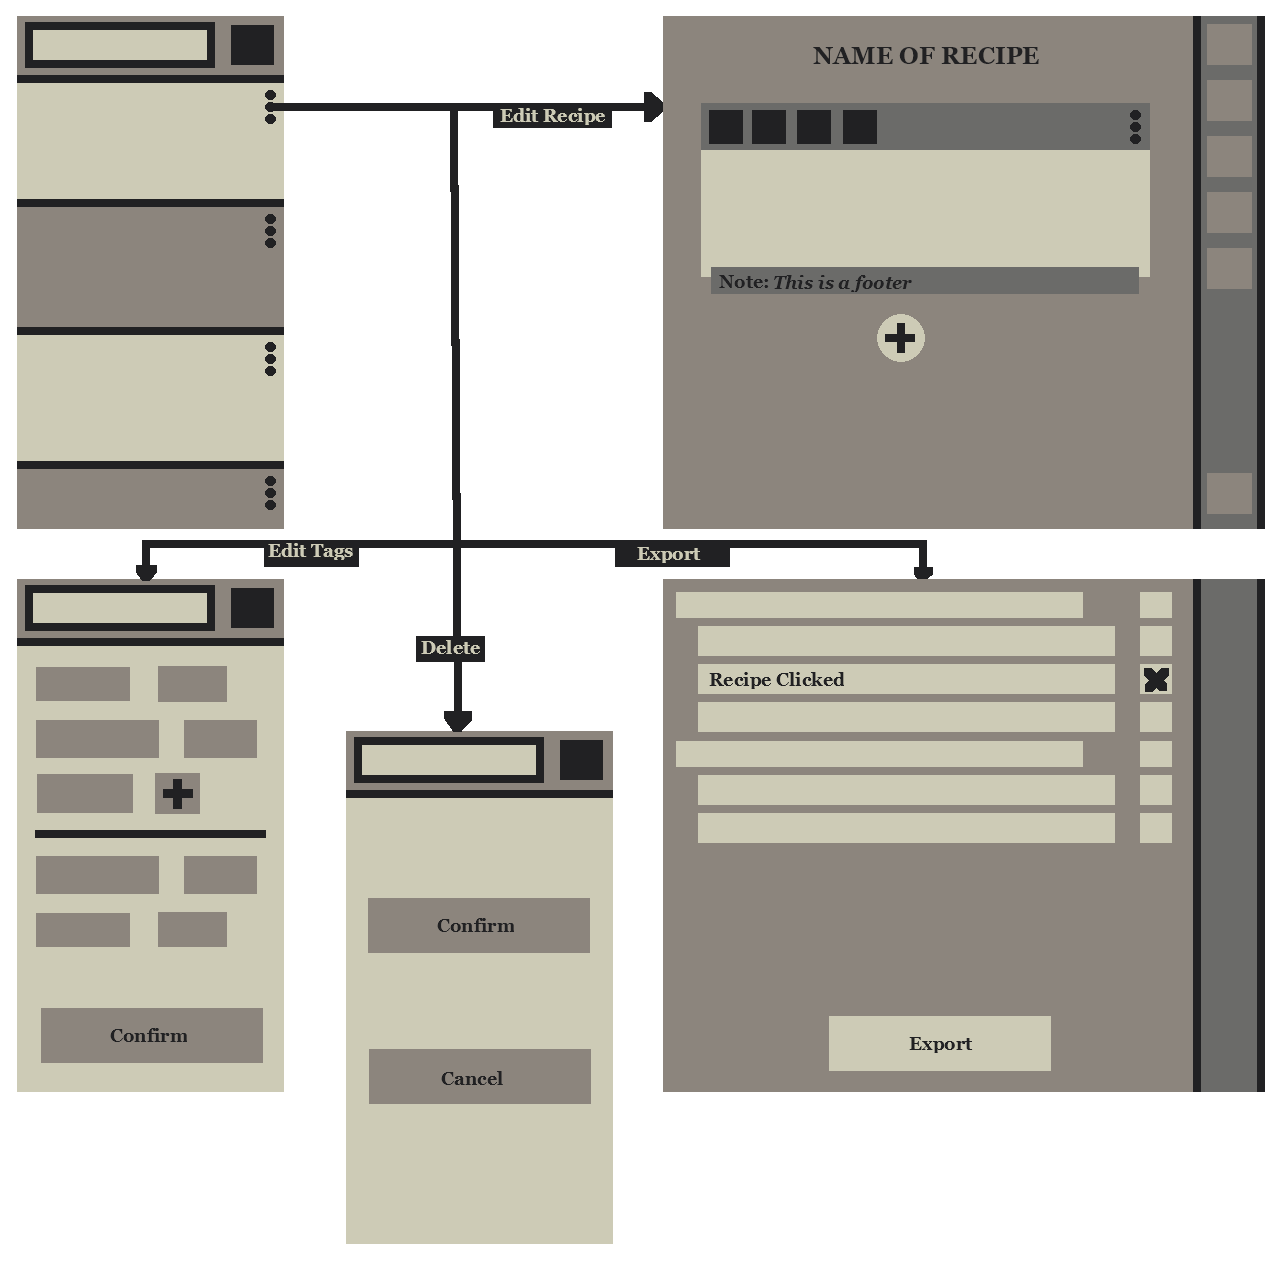 NAME OF RECIPE
Edit Recipe
Note: This is a footer
Edit Tags
Export
Delete
Recipe Clicked
Confirm
Confirm
Cancel
Export